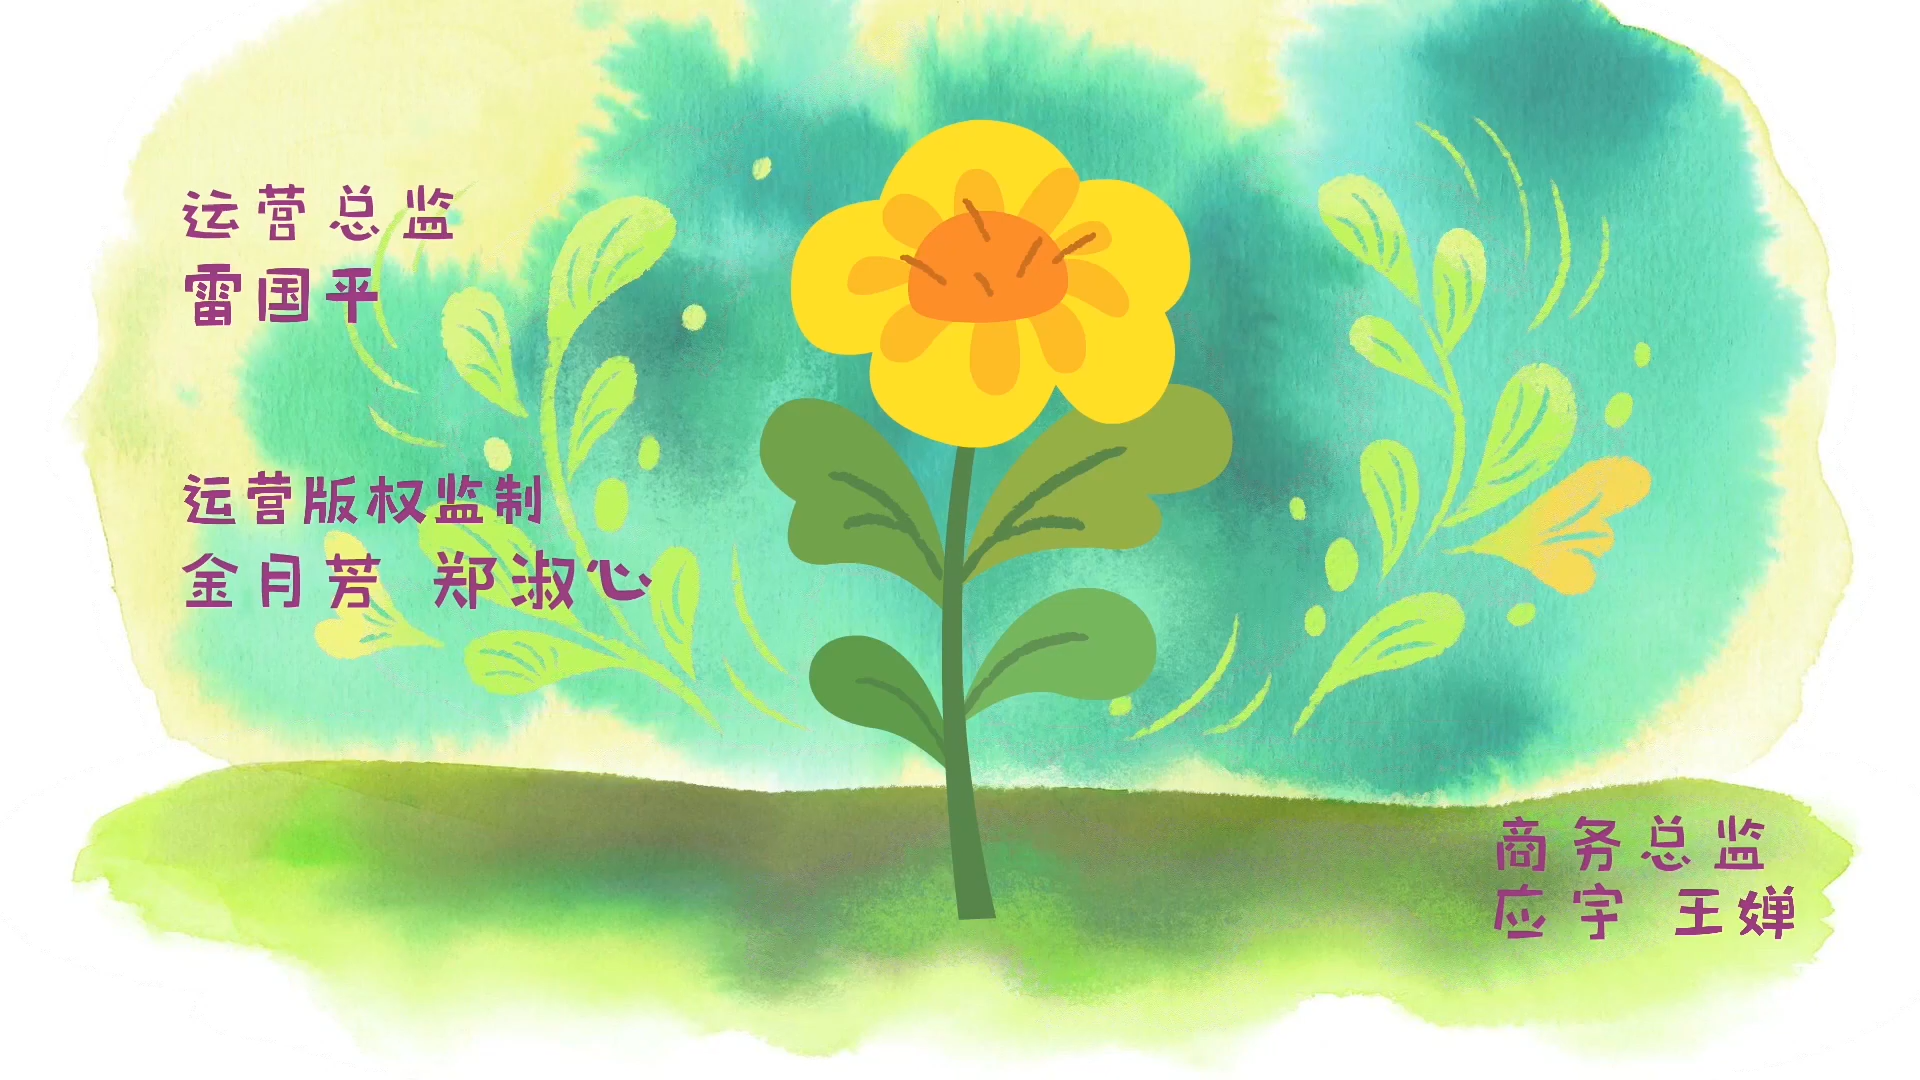 运营总监
雷国平
运营版权监制
金月芳 郑淑心
商务总监
应宇 王婵